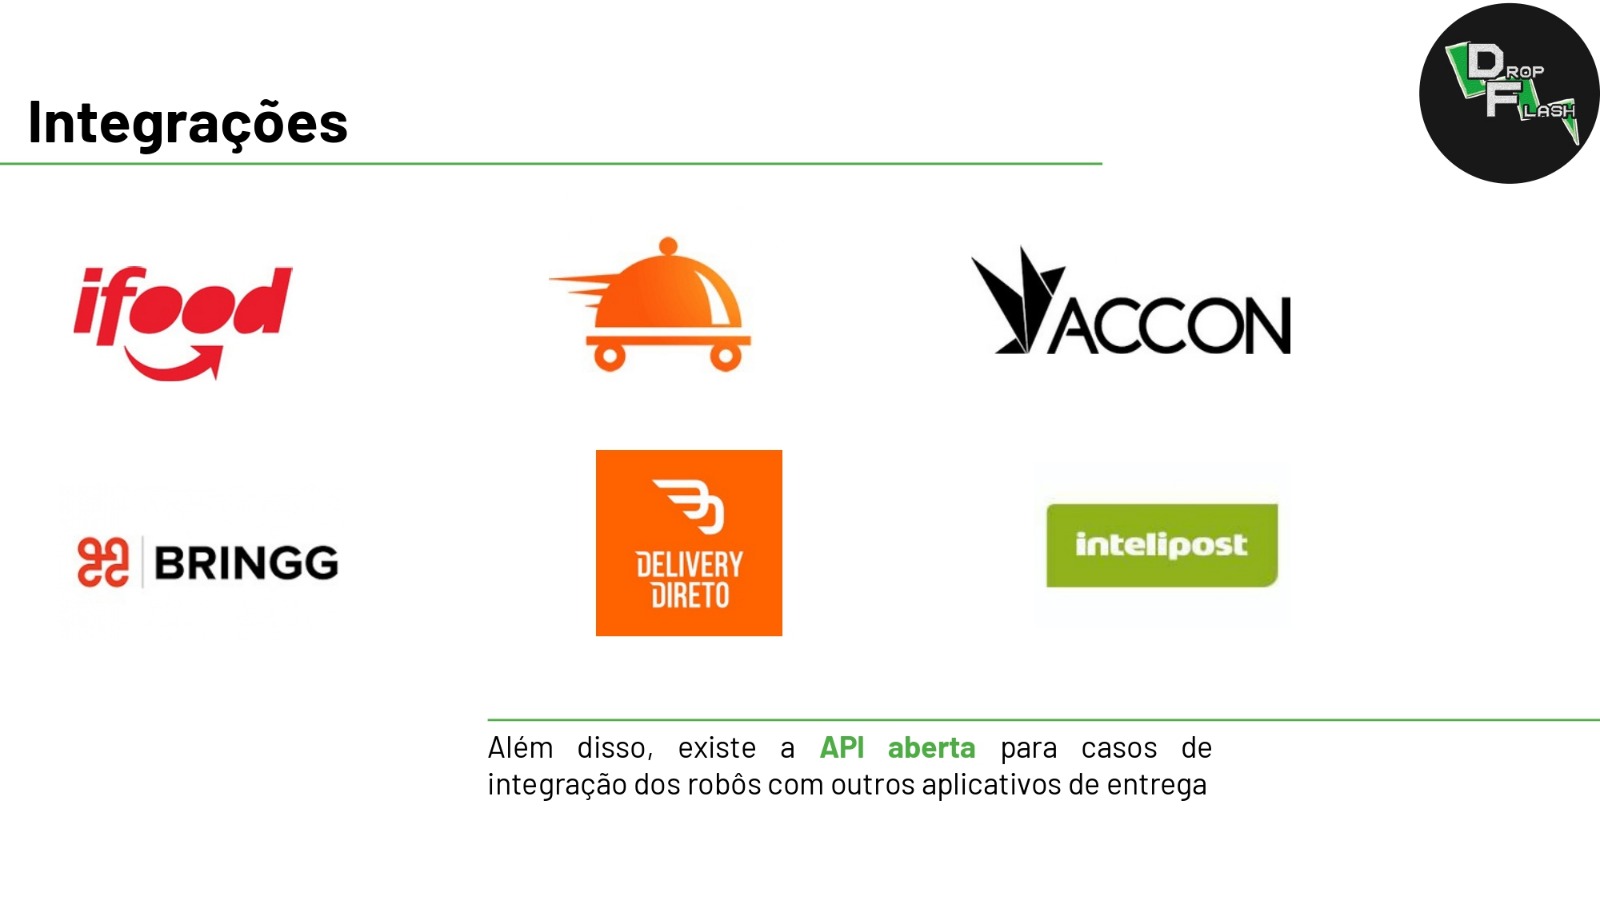 DROP
FLASH
Integrações
ifood
ACCON
BRINGG
DELIVERY
DIRETO
intelipost
Além disso, existe a API aberta para casos de
integração dos robôs com outros aplicativos de entrega